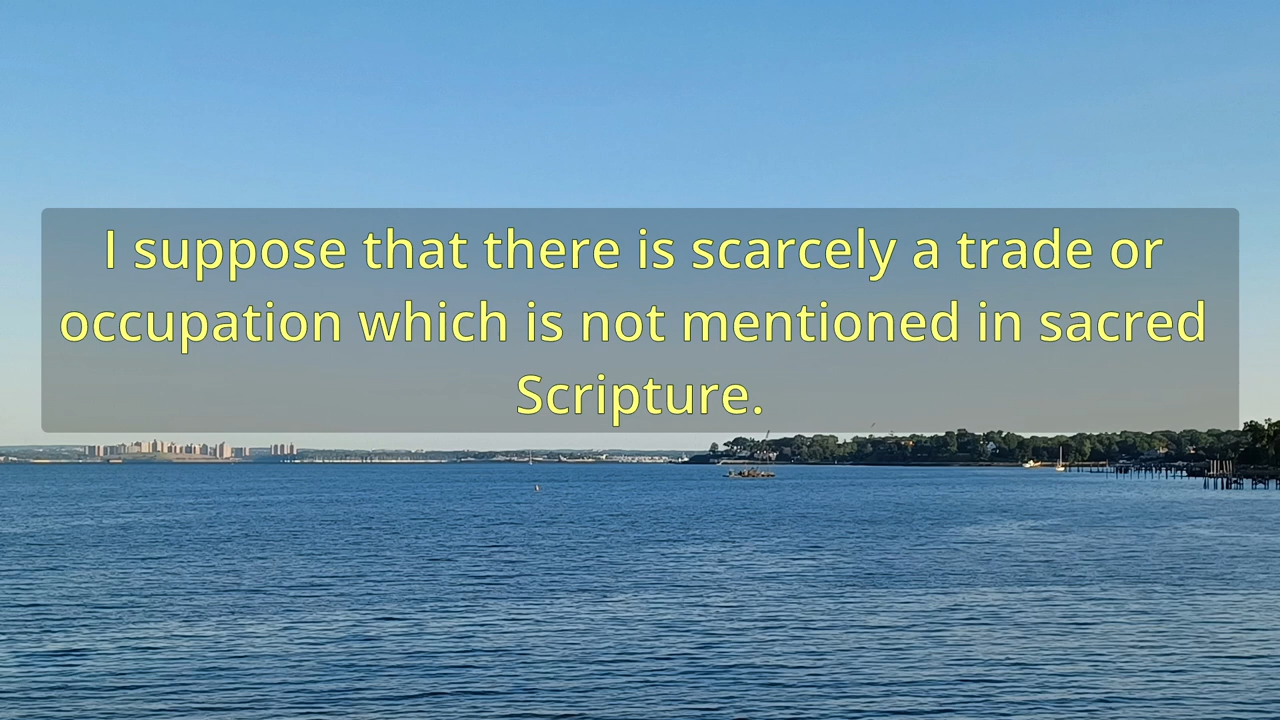 I suppose that there is scarcely a trade or
occupation which is not mentioned in sacred
Scripture.